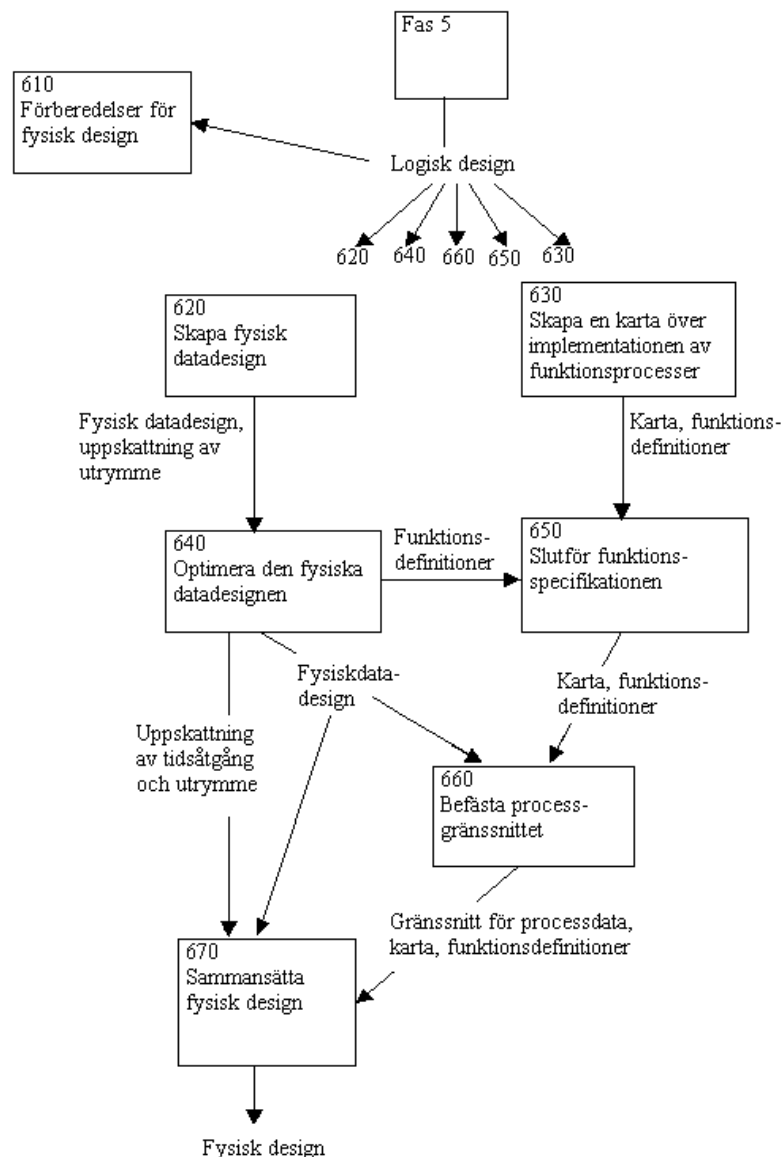 Fas 5
610
Förberedelser för
fysisk design
Logisk design
620
640
660
650
630
620
Skapa fysisk
datadesign
630
Skapa en karta över
implementationen av
funktionsprocesser
Fysisk datadesign,
uppskattning av
utrymme
Karta, funktions-
definitioner
640
Optimera den fysiska
datadesignen
Funktions-
definitioner
650
Slutför funktions-
specifikationen
Fysiskdata-
design
Karta, funktions-
definitioner
Uppskattning
av tidsåtgång
och utrymme
660
Befästa process-
gränssnittet
Gränssnitt för processdata,
karta, funktionsdefinitioner
670
Sammansätta
fysisk design
Fysisk design